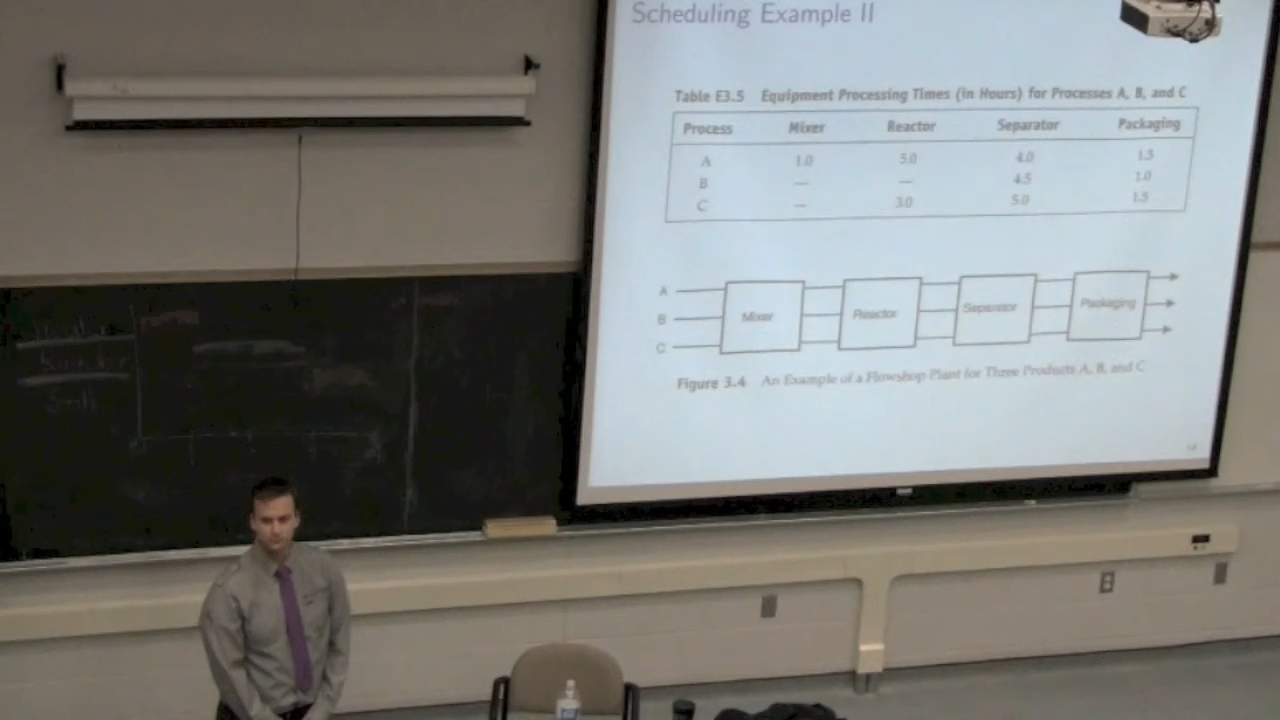 Scheduling Example II
Table E3.5 Equipment Processing Times (in Hours) for Processes A, B, and C
Process Mixer Reactor Separator Packaging
A 1.0 5.0 4.0 1.5
B — — 4.5 1.0
C — 3.0 5.0 1.5
A
B
C
Mixer Reactor Separator Packaging
Figure 3.4 An Example of a Flowshop Plant for Three Products A, B, and C